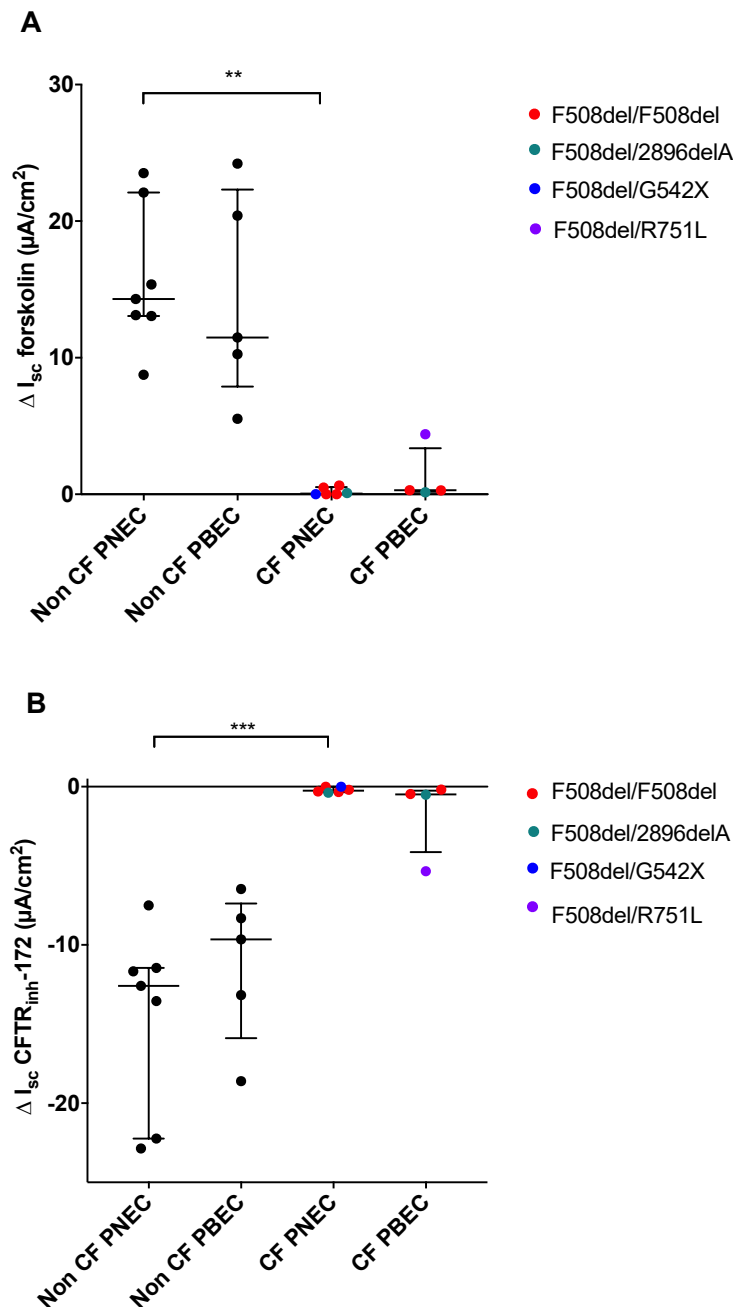 A
**
30
20
10
0
Δ Isc forskolin (µA/cm²)
F508del/F508del
F508del/2896delA
F508del/G542X
F508del/R751L
Non CF PNEC
Non CF PBEC
CF PNEC
CF PBEC
B
***
0
-10
-20
Δ Isc CFTRinh-172 (µA/cm²)
F508del/F508del
F508del/2896delA
F508del/G542X
F508del/R751L
Non CF PNEC
Non CF PBEC
CF PNEC
CF PBEC